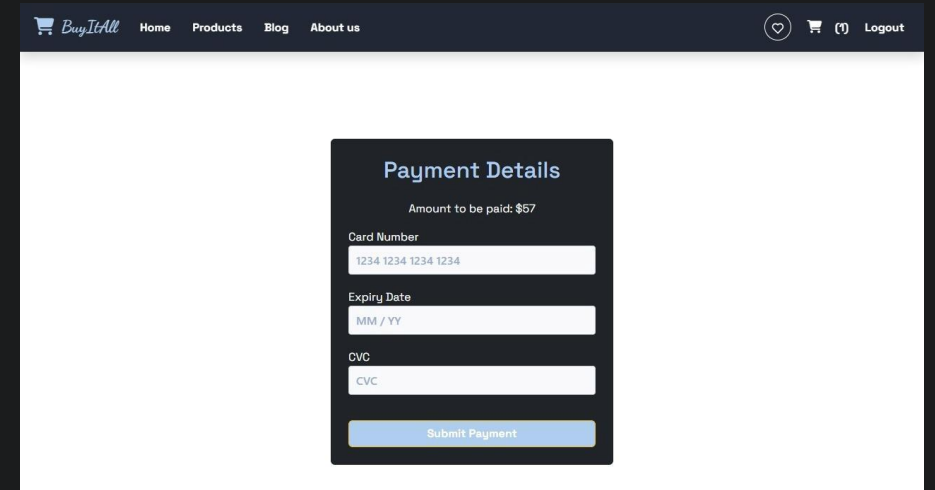 BuyItAll Home Products Blog About us (1) Logout
Payment Details
Amount to be paid: $57
Card Number
1234 1234 1234 1234
Expiry Date
MM / YY
CVC
CVC
Submit Payment